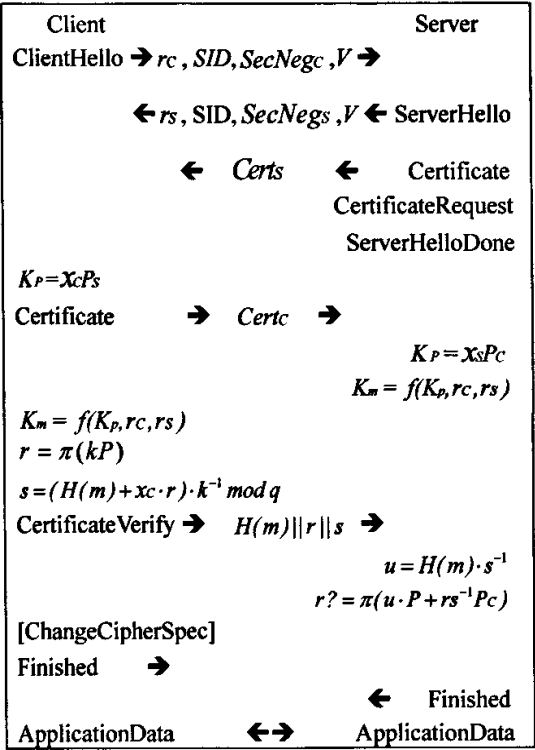 Client Server
ClientHello → rc , SID, SecNegc ,V →
← rs , SID, SecNegs ,V ← ServerHello
← Certs ← Certificate
CertificateRequest
ServerHelloDone
KP=xcPs
Certificate → Certc →
KP=xsPc
Km= f(Kp,rc,rs)
Km= f(Kp,rc,rs)
r = π(kP)
s=(H(m)+xc·r)·k⁻¹ mod q
CertificateVerify → H(m)||r||s →
u=H(m)·s⁻¹
r?=π(u·P+rs⁻¹Pc)
[ChangeCipherSpec]
Finished →
← Finished
ApplicationData ←→ ApplicationData